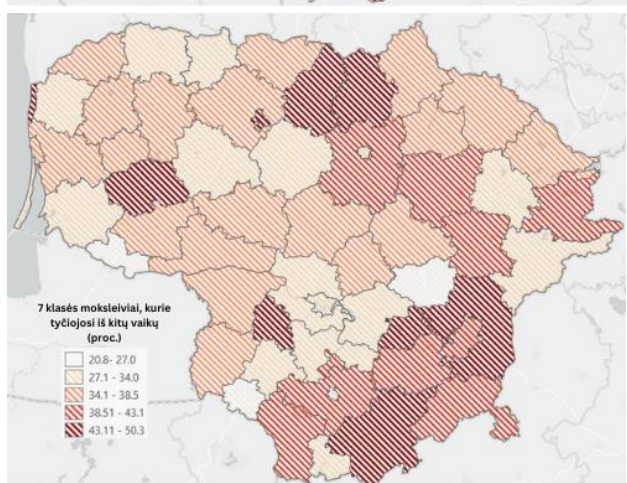 7 klasės moksleiviai, kurie
tyčiojosi iš kitų vaikų
(proc.)
20.8- 27.0
27.1 - 34.0
34.1 - 38.5
38.51 - 43.1
43.11 - 50.3